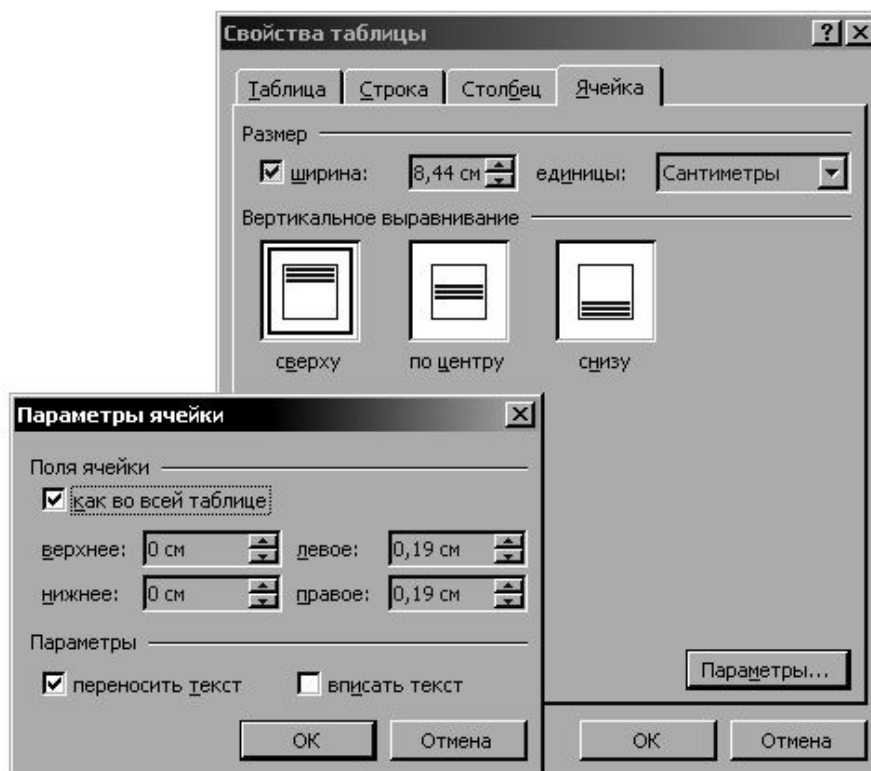 Свойства таблицы
Таблица Строка Столбец Ячейка
Размер
ширина: 8,44 см единицы: Сантиметры
Вертикальное выравнивание
сверху по центру снизу
Параметры...
ОК Отмена
Параметры ячейки
Поля ячейки
как во всей таблице
верхнее: 0 см левое: 0,19 см
нижнее: 0 см правое: 0,19 см
Параметры
переносить текст вписать текст
ОК Отмена